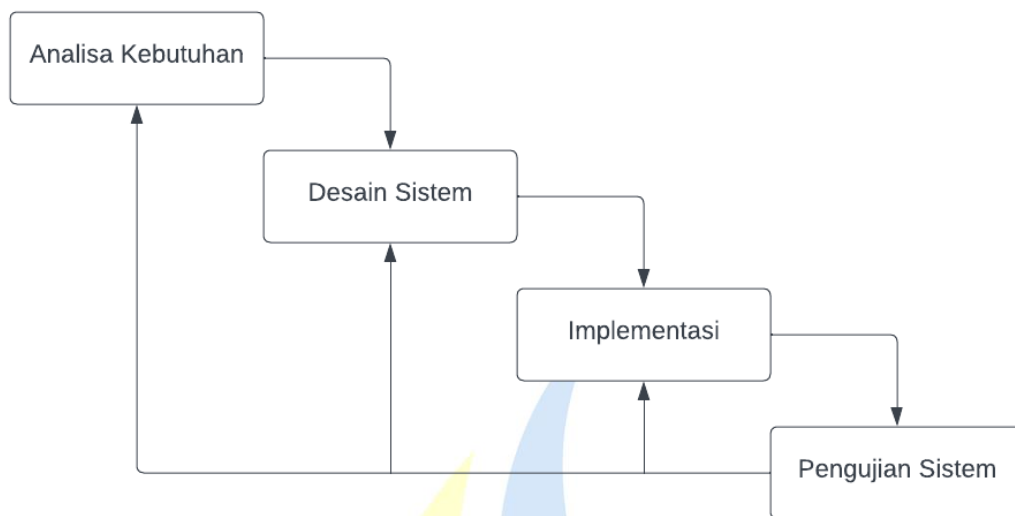 Analisa Kebutuhan
Desain Sistem
Implementasi
Pengujian Sistem